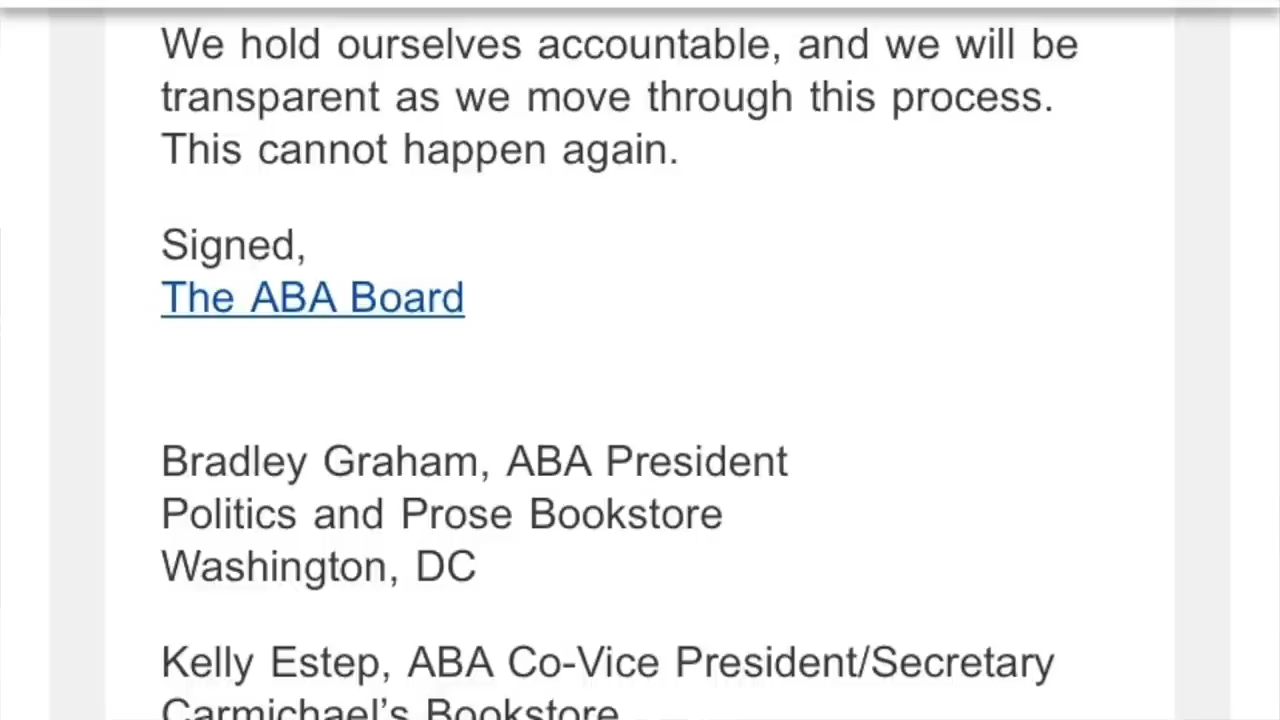 We hold ourselves accountable, and we will be
transparent as we move through this process.
This cannot happen again.
Signed,
The ABA Board
Bradley Graham, ABA President
Politics and Prose Bookstore
Washington, DC
Kelly Estep, ABA Co-Vice President/Secretary
Carmichael's Bookstore